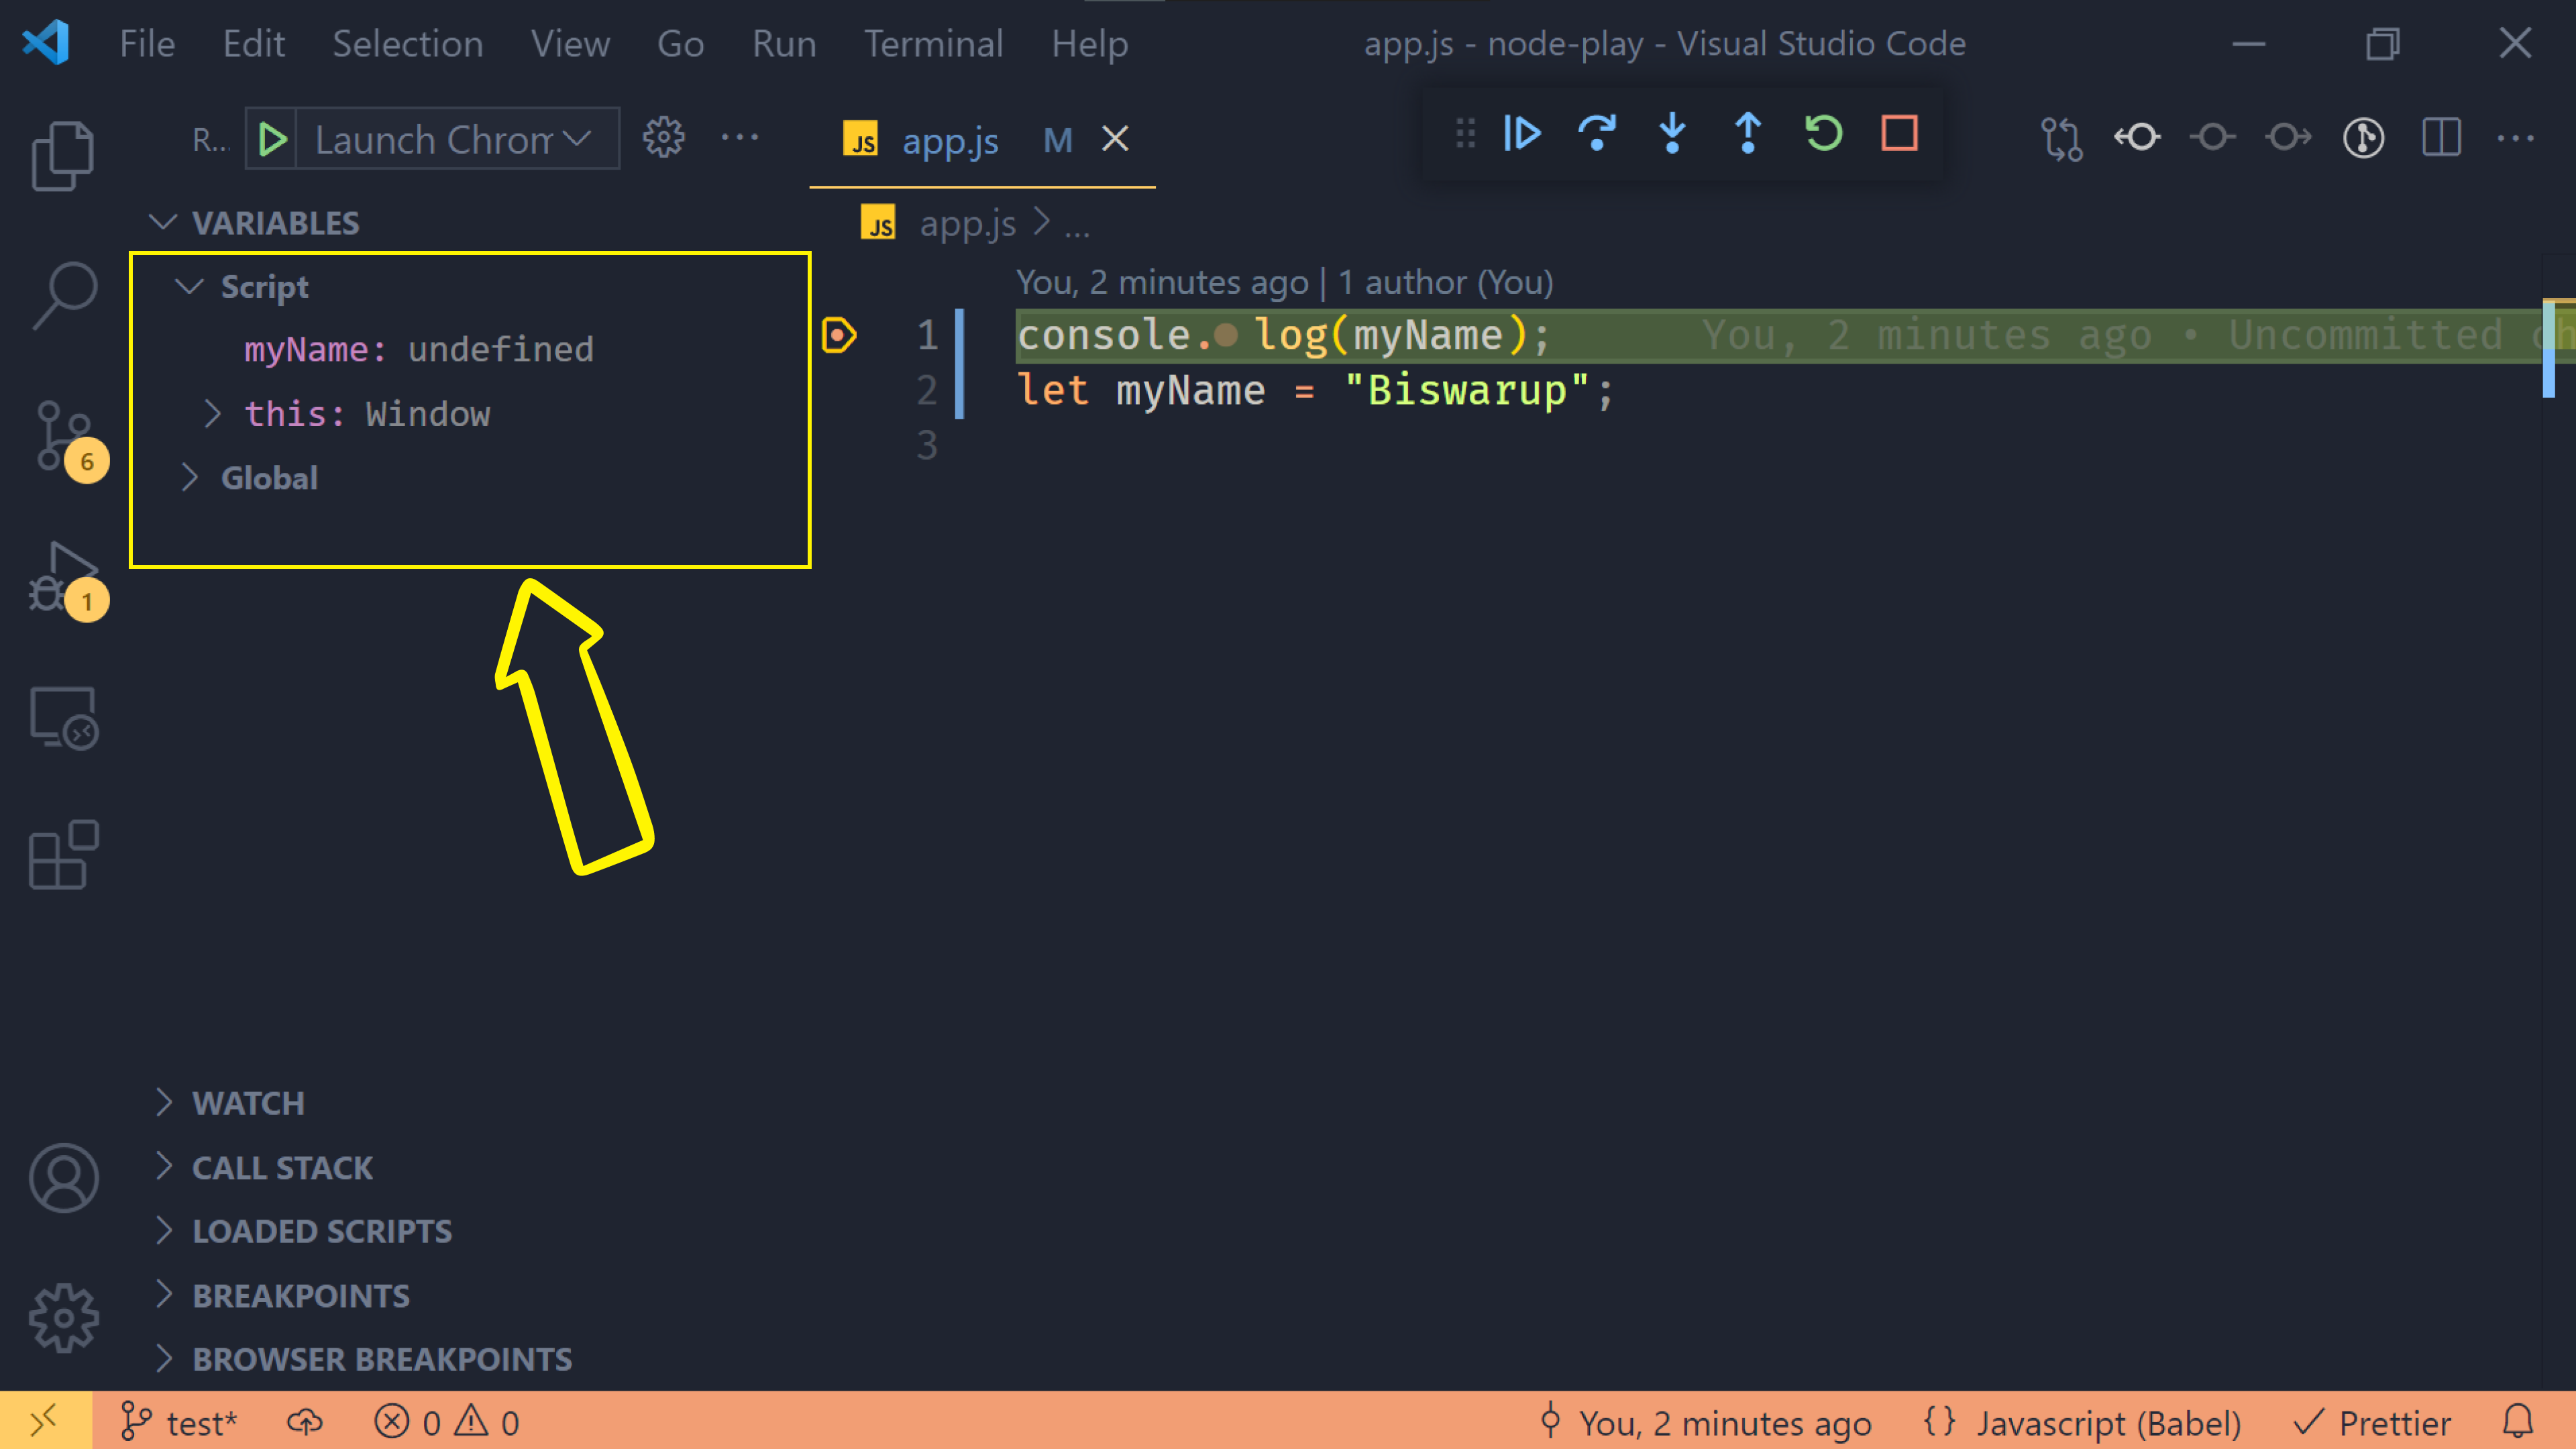 File Edit Selection View Go Run Terminal Help app.js - node-play - Visual Studio Code
R... Launch Chrom
JS app.js M
VARIABLES
JS app.js > ...
Script
You, 2 minutes ago | 1 author (You)
1 console. log(myName); You, 2 minutes ago • Uncommitted ch
myName: undefined
2 let myName = "Biswarup";
this: Window
3
6
Global
1
WATCH
CALL STACK
LOADED SCRIPTS
BREAKPOINTS
BROWSER BREAKPOINTS
test* 0 0 You, 2 minutes ago {} Javascript (Babel) Prettier